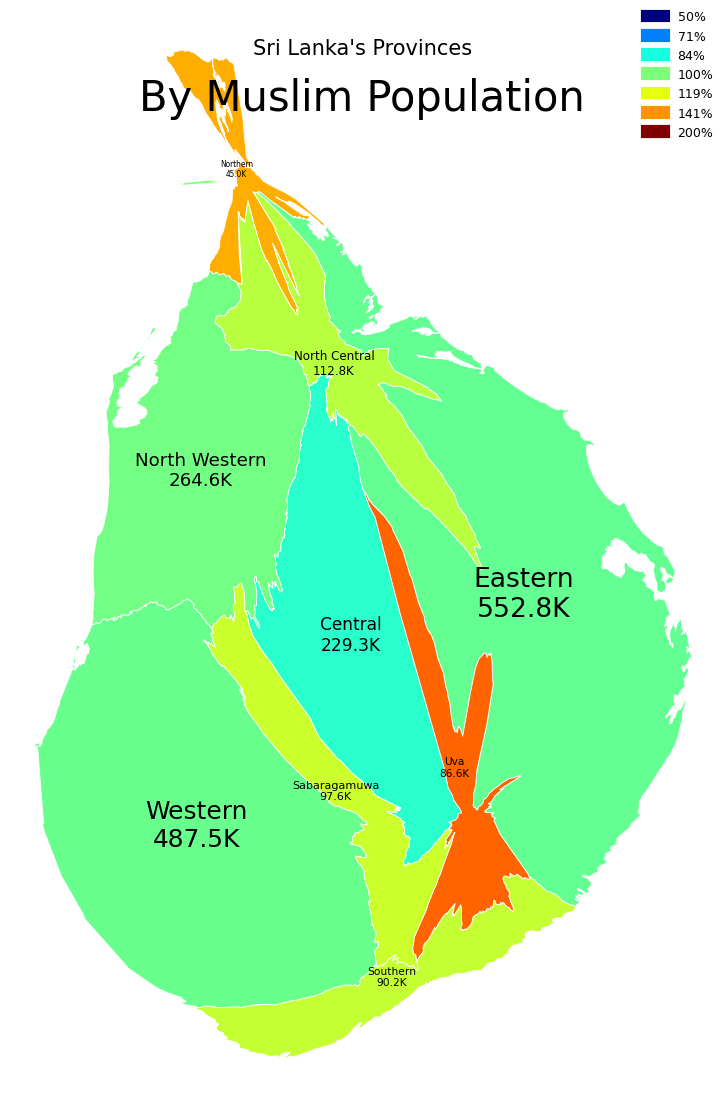 Sri Lanka's Provinces
By Muslim Population
50%
71%
84%
100%
119%
141%
200%
Northern
45.0K
North Central
112.8K
North Western
264.6K
Eastern
552.8K
Central
229.3K
Uva
86.6K
Sabaragamuwa
97.6K
Western
487.5K
Southern
90.2K